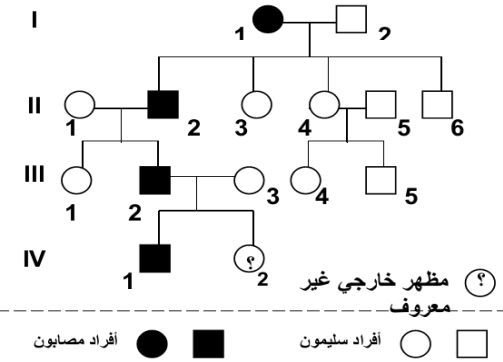 I
1 2
II
1 2 3 4 5 6
III
1 2 3 4 5
IV
1 ؟ 2
؟ مظهر خارجي غير
معروف
أفراد سليمون
أفراد مصابون